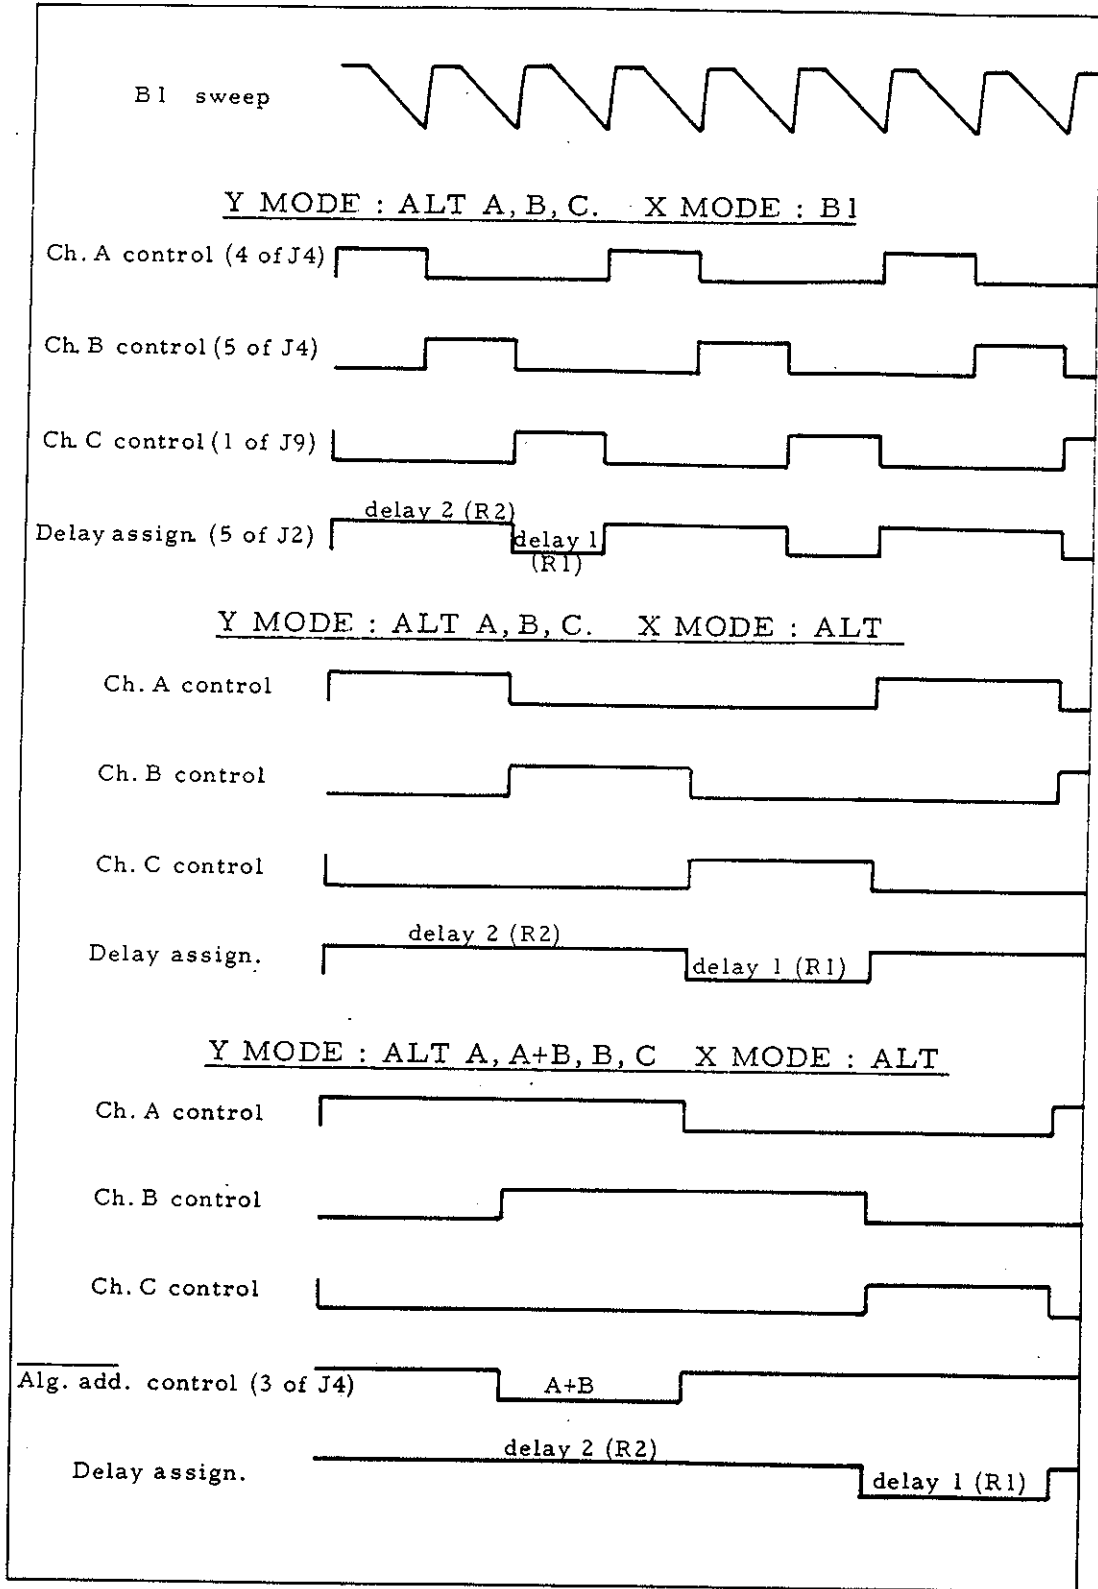 B1 sweep
Y MODE : ALT A, B, C. X MODE : B1
Ch. A control (4 of J4)
Ch. B control (5 of J4)
Ch. C control (1 of J9)
delay 2 (R2)
Delay assign. (5 of J2)
delay 1
(R1)
Y MODE : ALT A, B, C. X MODE : ALT
Ch. A control
Ch. B control
Ch. C control
delay 2 (R2)
Delay assign.
delay 1 (R1)
Y MODE : ALT A, A+B, B, C X MODE : ALT
Ch. A control
Ch. B control
Ch. C control
Alg. add. control (3 of J4)
A+B
delay 2 (R2)
Delay assign.
delay 1 (R1)